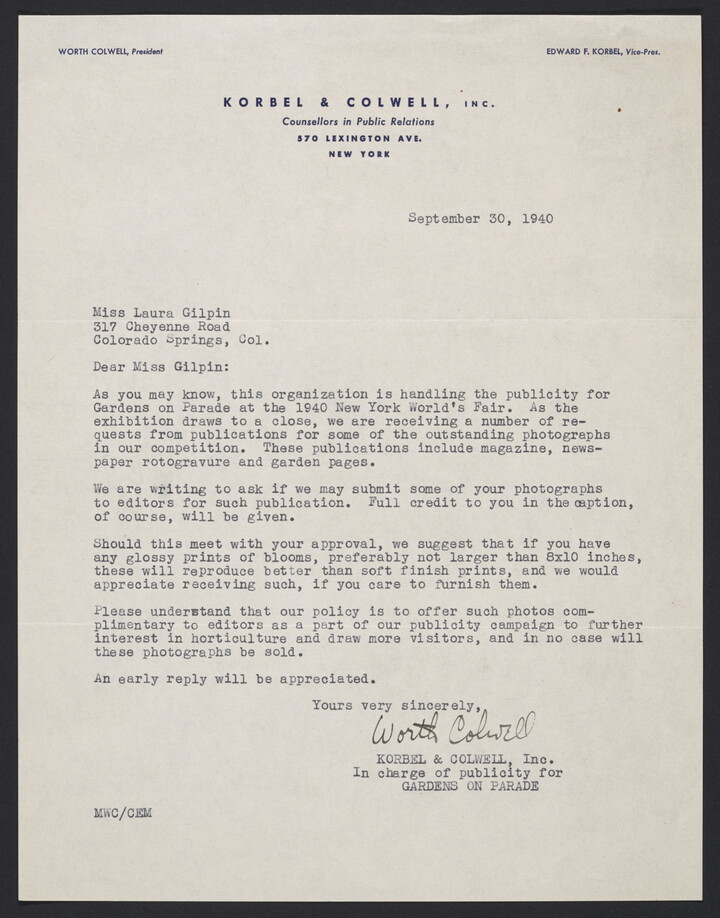 WORTH COLWELL, President
EDWARD F. KORBEL, Vice-Pres.
KORBEL & COLWELL, INC.
Counsellors in Public Relations
570 LEXINGTON AVE.
NEW YORK
September 30, 1940
Miss Laura Gilpin
317 Cheyenne Road
Colorado Springs, Col.
Dear Miss Gilpin:
As you may know, this organization is handling the publicity for
Gardens on Parade at the 1940 New York World's Fair. As the
exhibition draws to a close, we are receiving a number of re-
quests from publications for some of the outstanding photographs
in our competition. These publications include magazine, news-
paper rotogravure and garden pages.
We are writing to ask if we may submit some of your photographs
to editors for such publication. Full credit to you in the caption,
of course, will be given.
Should this meet with your approval, we suggest that if you have
any glossy prints of blooms, preferably not larger than 8x10 inches,
these will reproduce better than soft finish prints, and we would
appreciate receiving such, if you care to furnish them.
Please understand that our policy is to offer such photos com-
plimentary to editors as a part of our publicity campaign to further
interest in horticulture and draw more visitors, and in no case will
these photographs be sold.
An early reply will be appreciated.
Yours very sincerely,
Worth Colwell
KORBEL & COLWELL, Inc.
In charge of publicity for
GARDENS ON PARADE
MWC/CEM